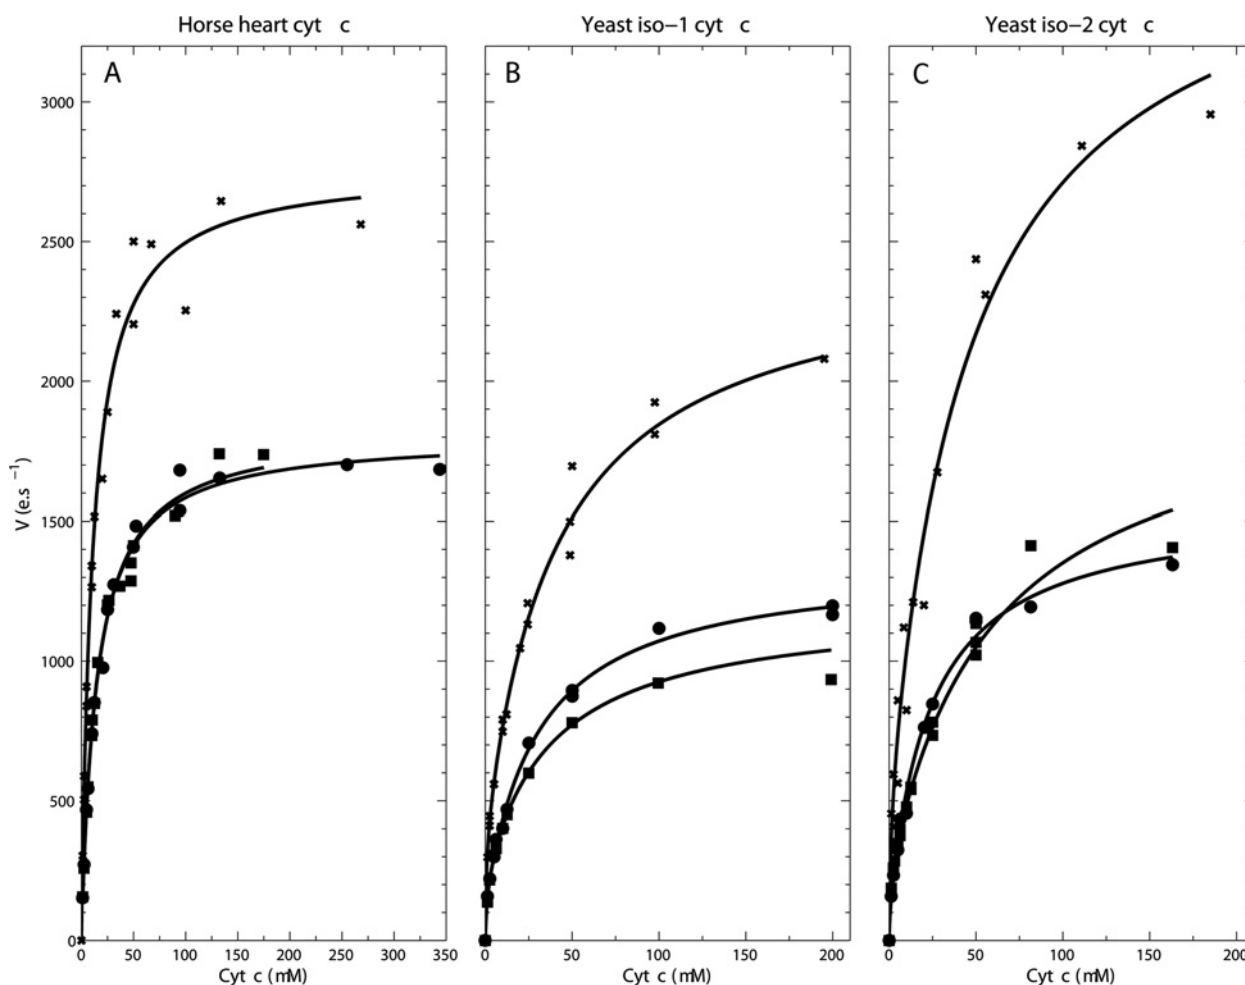 Horse heart cyt c
Yeast iso−1 cyt c
Yeast iso−2 cyt c
A
B
C
V (e.s −1)
3000
2500
2000
1500
1000
500
0
0 50 100 150 200 250 300 350
0 50 100 150 200
0 50 100 150 200
Cyt c (mM)
Cyt c (mM)
Cyt c (mM)